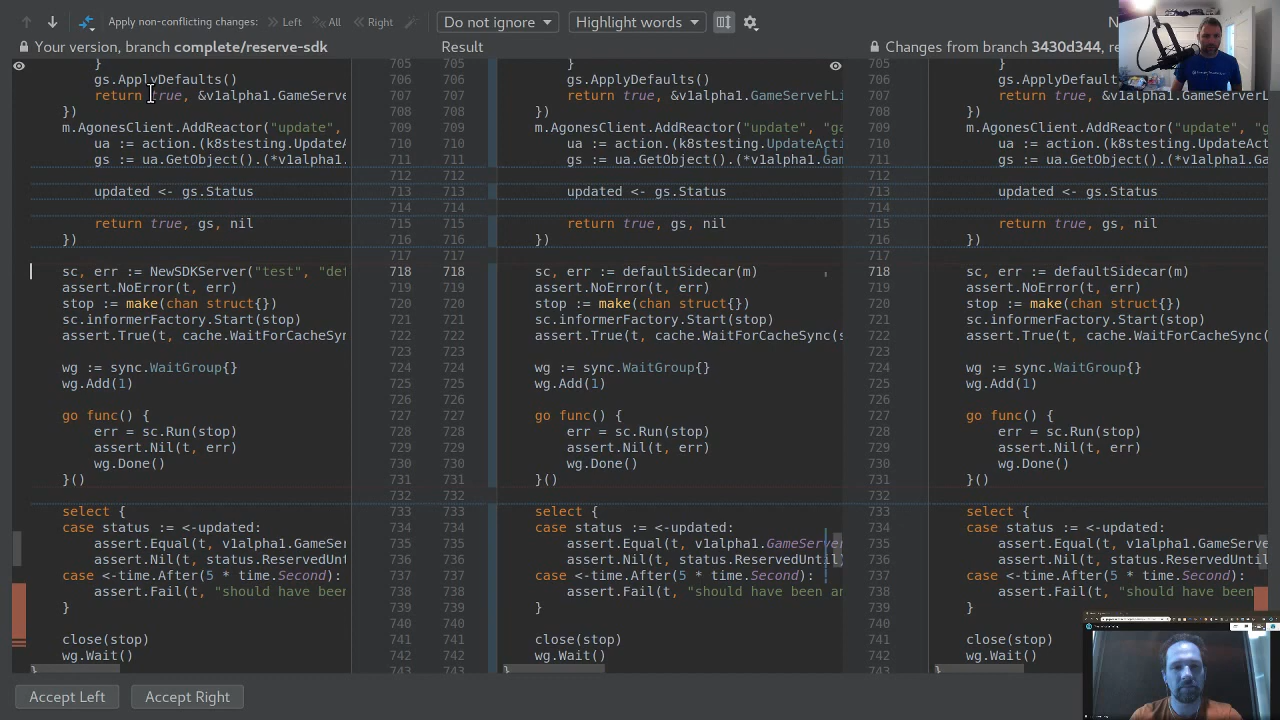 Apply non-conflicting changes: Left All Right Do not ignore Highlight words
Your version, branch complete/reserve-sdk Result Changes from branch 3430d344, re
705 705 705
} } }
gs.ApplyDefaults() 706 706 gs.ApplyDefaults() 706 gs.ApplyDefau
return true, &v1alpha1.GameServe 707 707 return true, &v1alpha1.GameServerLi 707 return true, &v1alpha1.GameServerL
}) 708 708 }) 708 })
m.AgonesClient.AddReactor("update", 709 709 m.AgonesClient.AddReactor("update", "ga 709 m.AgonesClient.AddReactor("update", "g
ua := action.(k8stesting.UpdateA 710 710 ua := action.(k8stesting.UpdateActi 710 ua := action.(k8stesting.UpdateAct
gs := ua.GetObject().(*v1alpha1. 711 711 gs := ua.GetObject().(*v1alpha1.Gam 711 gs := ua.GetObject().(*v1alpha1.Ga
712 712 712
updated <- gs.Status 713 713 updated <- gs.Status 713 updated <- gs.Status
714 714 714
return true, gs, nil 715 715 return true, gs, nil 715 return true, gs, nil
}) 716 716 }) 716 })
717 717 717
sc, err := NewSDKServer("test", "def 718 718 sc, err := defaultSidecar(m) 718 sc, err := defaultSidecar(m)
assert.NoError(t, err) 719 719 assert.NoError(t, err) 719 assert.NoError(t, err)
stop := make(chan struct{}) 720 720 stop := make(chan struct{}) 720 stop := make(chan struct{})
sc.informerFactory.Start(stop) 721 721 sc.informerFactory.Start(stop) 721 sc.informerFactory.Start(stop)
assert.True(t, cache.WaitForCacheSyn 722 722 assert.True(t, cache.WaitForCacheSync(s 722 assert.True(t, cache.WaitForCacheSync(
723 723 723
wg := sync.WaitGroup{} 724 724 wg := sync.WaitGroup{} 724 wg := sync.WaitGroup{}
wg.Add(1) 725 725 wg.Add(1) 725 wg.Add(1)
726 726 726
go func() { 727 727 go func() { 727 go func() {
err = sc.Run(stop) 728 728 err = sc.Run(stop) 728 err = sc.Run(stop)
assert.Nil(t, err) 729 729 assert.Nil(t, err) 729 assert.Nil(t, err)
wg.Done() 730 730 wg.Done() 730 wg.Done()
}() 731 731 }() 731 }()
732 732 732
select { 733 733 select { 733 select {
case status := <-updated: 734 734 case status := <-updated: 734 case status := <-updated:
assert.Equal(t, v1alpha1.GameSer 735 735 assert.Equal(t, v1alpha1.GameServer 735 assert.Equal(t, v1alpha1.GameServe
assert.Nil(t, status.ReservedUnt 736 736 assert.Nil(t, status.ReservedUntil) 736 assert.Nil(t, status.ReservedUntil
case <-time.After(5 * time.Second): 737 737 case <-time.After(5 * time.Second): 737 case <-time.After(5 * time.Second):
assert.Fail(t, "should have been 738 738 assert.Fail(t, "should have been an 738 assert.Fail(t, "should have been
} 739 739 } 739 }
740 740 740
close(stop) 741 741 close(stop) 741 close(stop)
wg.Wait() 742 742 wg.Wait() 742 wg.Wait()
} 743 743 } 743 }
Accept Left Accept Right